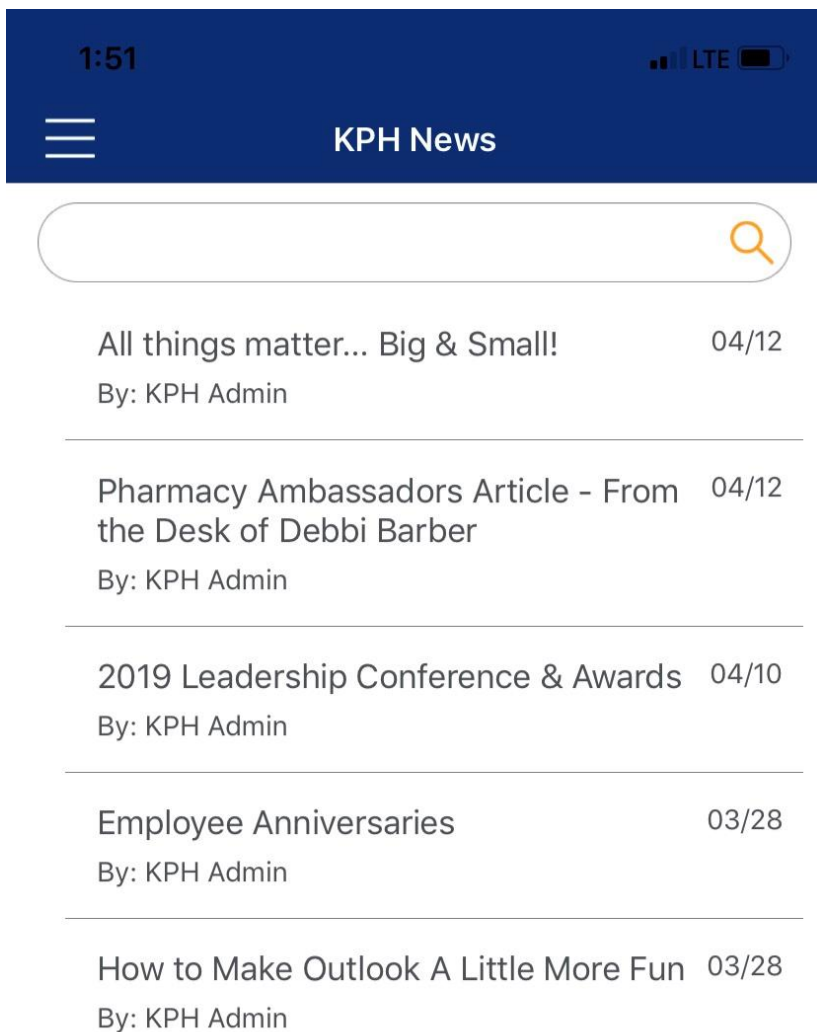 1:51 LTE
KPH News
All things matter... Big & Small! 04/12
By: KPH Admin
Pharmacy Ambassadors Article - From 04/12
the Desk of Debbi Barber
By: KPH Admin
2019 Leadership Conference & Awards 04/10
By: KPH Admin
Employee Anniversaries 03/28
By: KPH Admin
How to Make Outlook A Little More Fun 03/28
By: KPH Admin